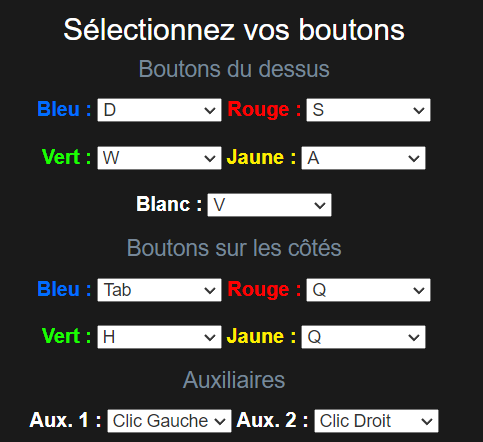 Sélectionnez vos boutons
Boutons du dessus
Bleu : D Rouge : S
Vert : W Jaune : A
Blanc : V
Boutons sur les côtés
Bleu : Tab Rouge : Q
Vert : H Jaune : Q
Auxiliaires
Aux. 1 : Clic Gauche Aux. 2 : Clic Droit